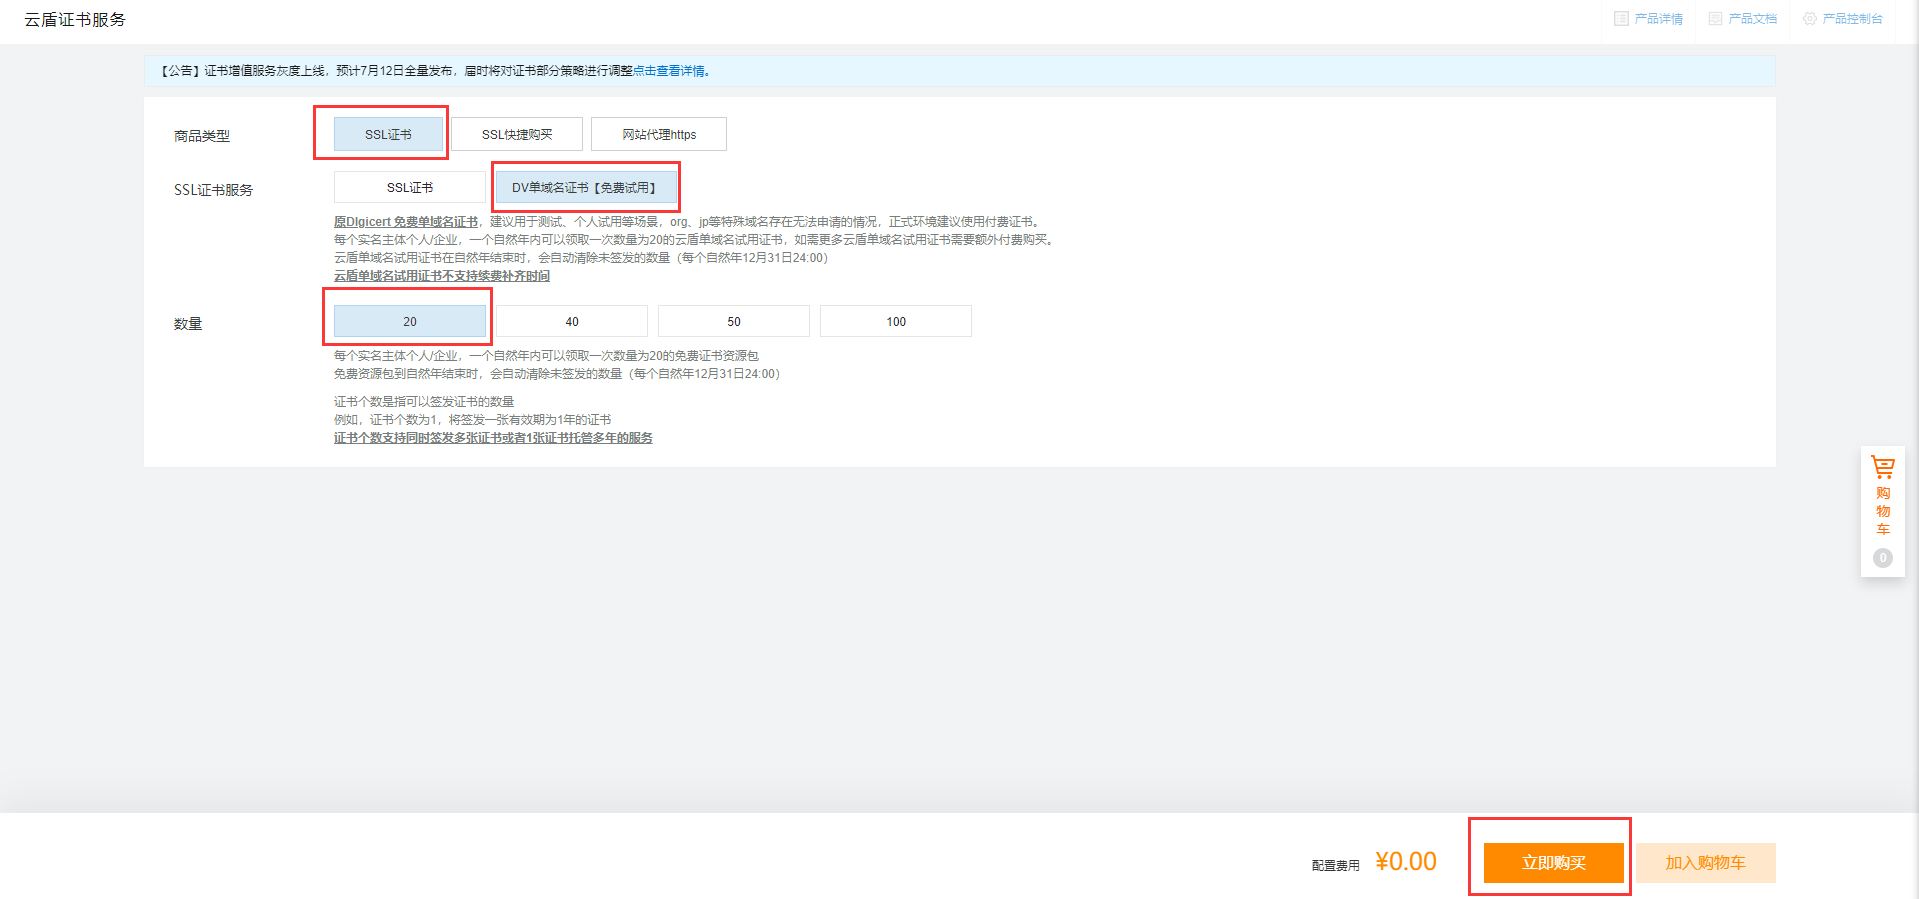 云盾证书服务
产品详情 产品文档 产品控制台
【公告】证书增值服务灰度上线，预计7月12日全量发布，届时将对证书部分策略进行调整点击查看详情。
商品类型 SSL证书 SSL快捷购买 网站代理https
SSL证书服务 SSL证书 DV单域名证书【免费试用】
原DIgicert 免费单域名证书，建议用于测试、个人试用等场景，org、jp等特殊域名存在无法申请的情况，正式环境建议使用付费证书。
每个实名主体个人/企业，一个自然年内可以领取一次数量为20的云盾单域名试用证书，如需更多云盾单域名试用证书需要额外付费购买。
云盾单域名试用证书在自然年结束时，会自动清除未签发的数量（每个自然年12月31日24:00）
云盾单域名试用证书不支持续费补齐时间
数量 20 40 50 100
每个实名主体个人/企业，一个自然年内可以领取一次数量为20的免费证书资源包
免费资源包到自然年结束时，会自动清除未签发的数量（每个自然年12月31日24:00）
证书个数是指可以签发证书的数量
例如，证书个数为1，将签发一张有效期为1年的证书
证书个数支持同时签发多张证书或者1张证书托管多年的服务
购
物
车
0
配置费用 ¥0.00 立即购买 加入购物车